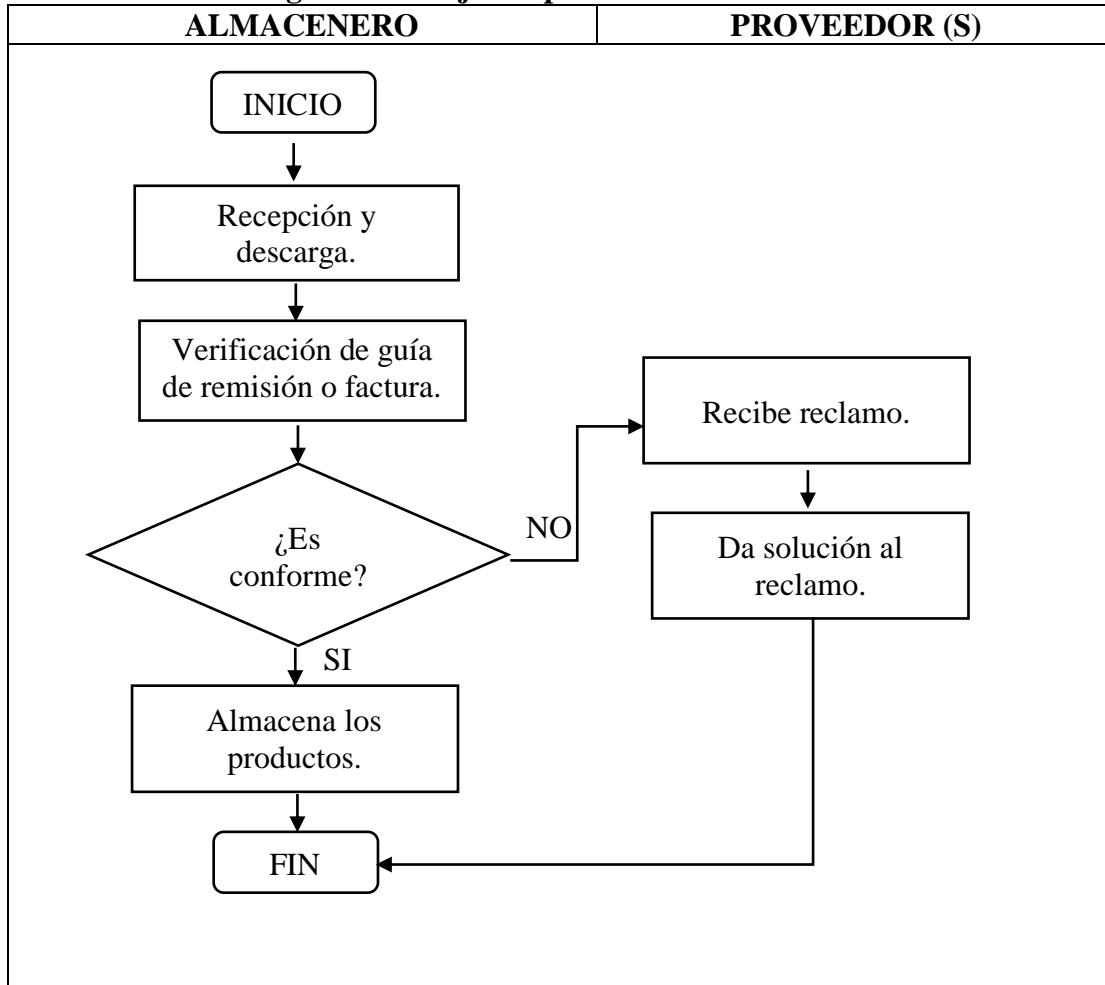 ALMACENERO
PROVEEDOR (S)
INICIO
Recepción y
descarga.
Verificación de guía
de remisión o factura.
¿Es
conforme?
NO
SI
Recibe reclamo.
Da solución al
reclamo.
Almacena los
productos.
FIN